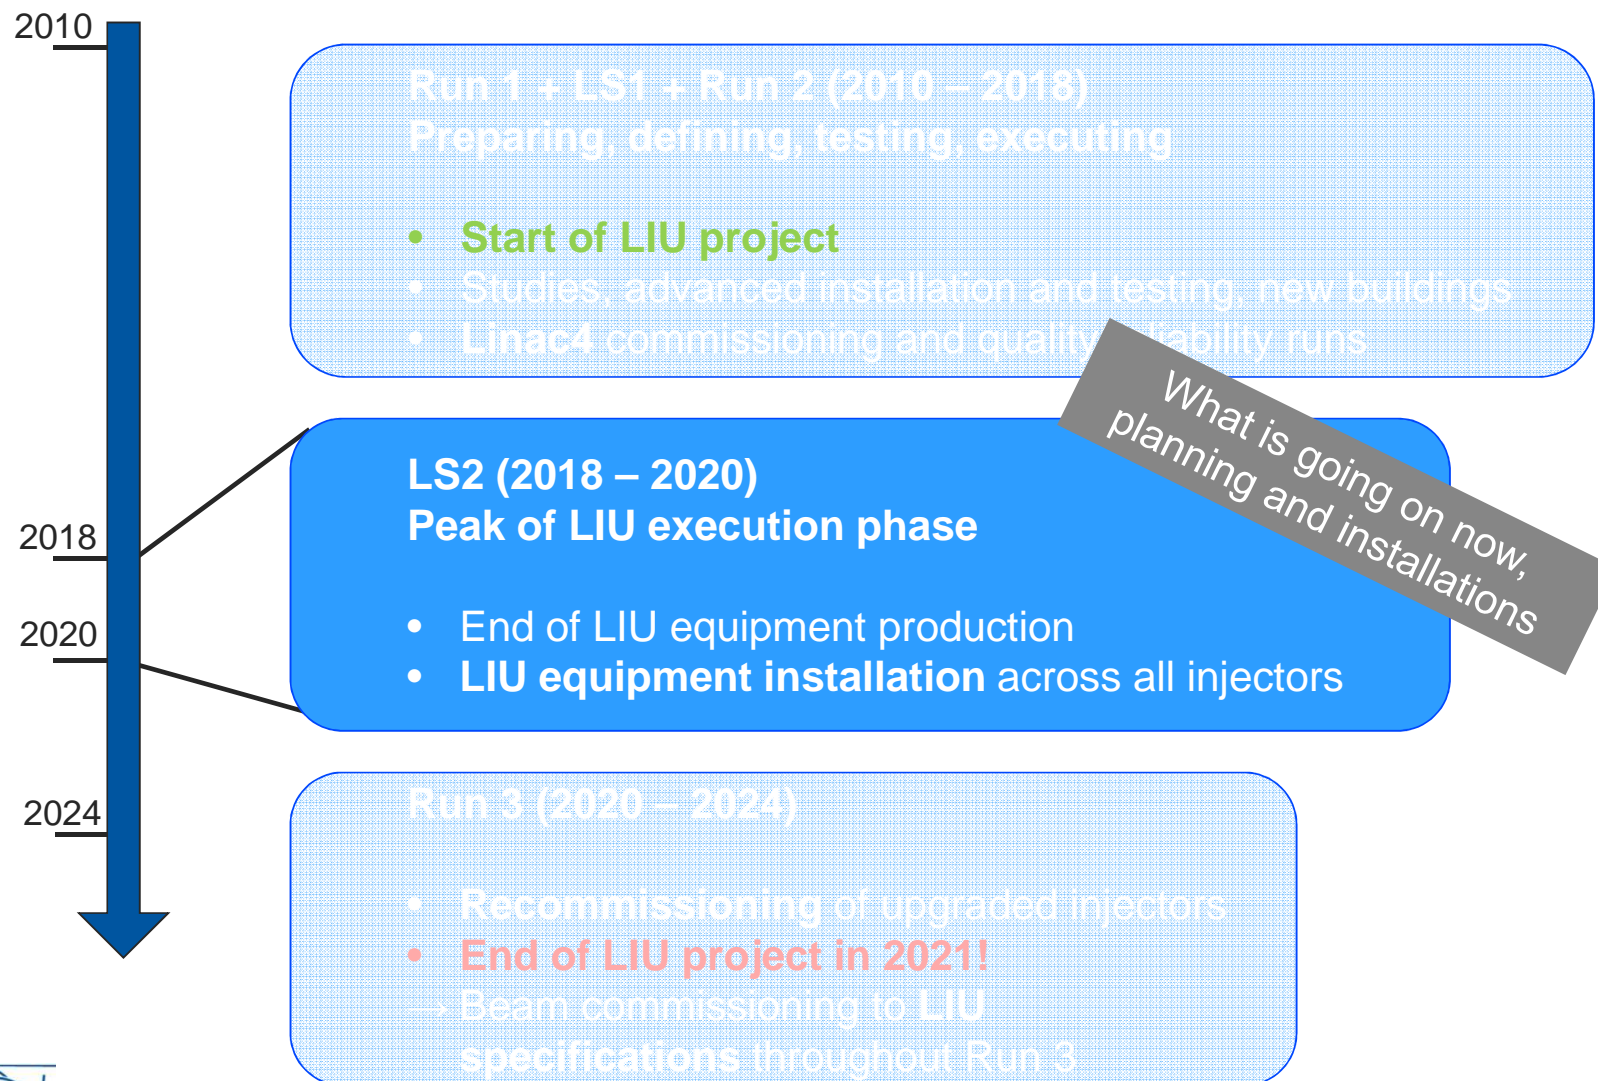 2010
Run 1 + LS1 + Run 2 (2010 – 2018)
Preparing, defining, testing, executing
• Start of LIU project
• Studies, advanced installation and testing, new buildings
• Linac4 commissioning and quality
runs
What is going on now,
planning and installations
2018
2020
LS2 (2018 – 2020)
Peak of LIU execution phase
• End of LIU equipment production
• LIU equipment installation across all injectors
2024
Run 3 (2020 – 2024)
• Recommissioning of upgraded injectors
• End of LIU project in 2021!
→ Beam commissioning to LIU
specifications throughout Run 3